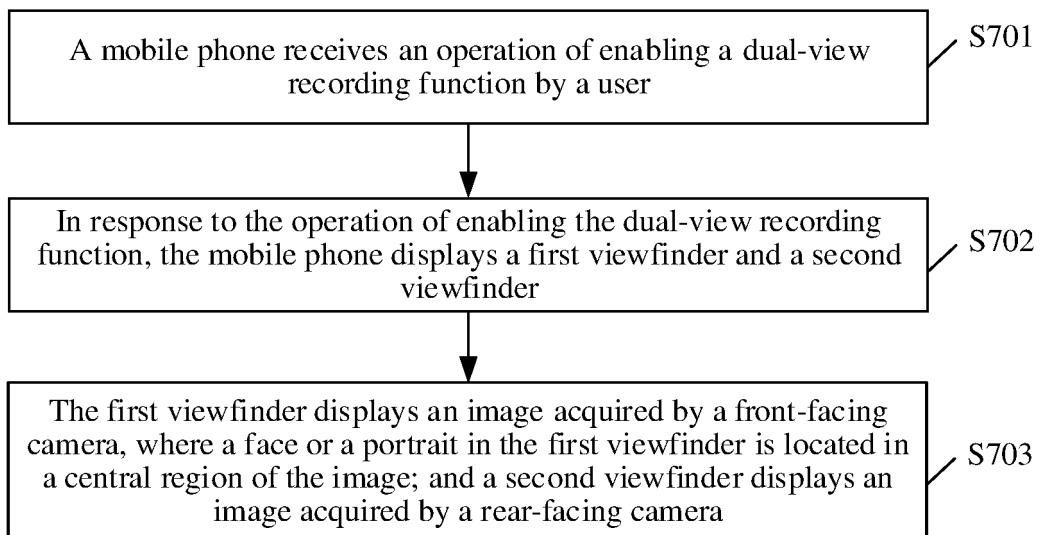 A mobile phone receives an operation of enabling a dual-view
recording function by a user
S701
In response to the operation of enabling the dual-view recording
function, the mobile phone displays a first viewfinder and a second
viewfinder
S702
The first viewfinder displays an image acquired by a front-facing
camera, where a face or a portrait in the first viewfinder is located in
a central region of the image; and a second viewfinder displays an
image acquired by a rear-facing camera
S703